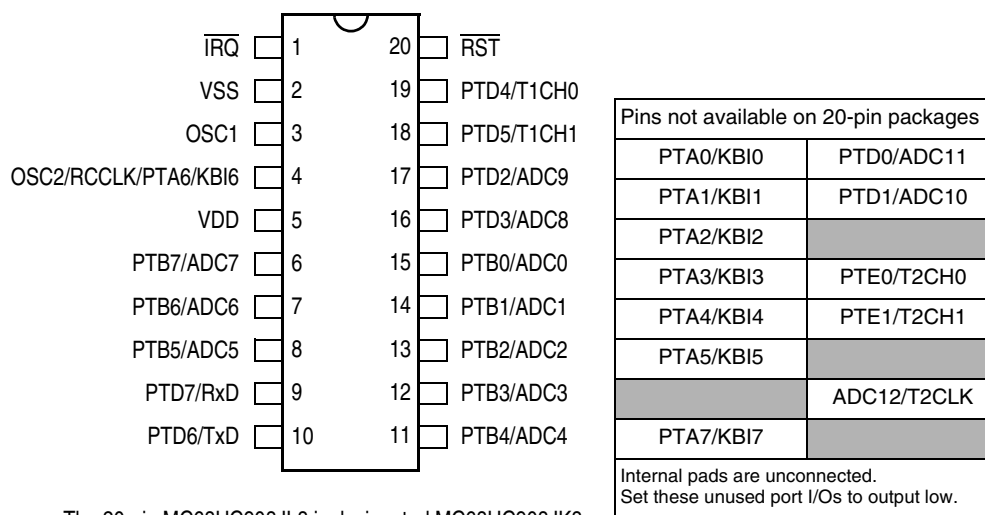 IRQ 1 20 RST
VSS 2 19 PTD4/T1CH0
OSC1 3 18 PTD5/T1CH1
OSC2/RCCLK/PTA6/KBI6 4 17 PTD2/ADC9
VDD 5 16 PTD3/ADC8
PTB7/ADC7 6 15 PTB0/ADC0
PTB6/ADC6 7 14 PTB1/ADC1
PTB5/ADC5 8 13 PTB2/ADC2
PTD7/RxD 9 12 PTB3/ADC3
PTD6/TxD 10 11 PTB4/ADC4
Pins not available on 20-pin packages
PTA0/KBI0 PTD0/ADC11
PTA1/KBI1 PTD1/ADC10
PTA2/KBI2
PTA3/KBI3 PTE0/T2CH0
PTA4/KBI4 PTE1/T2CH1
PTA5/KBI5
ADC12/T2CLK
PTA7/KBI7
Internal pads are unconnected.
Set these unused port I/Os to output low.